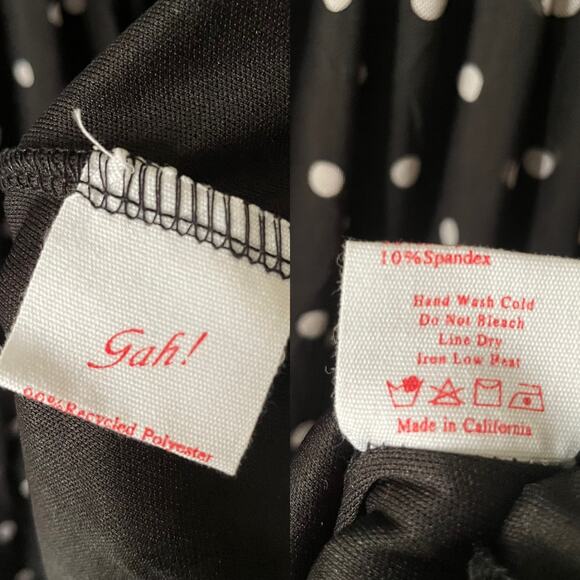 Gah!
90%Recycled Polyester
10%Spandex
Hand Wash Cold
Do Not Bleach
Line Dry
Iron Low Heat
Made in California